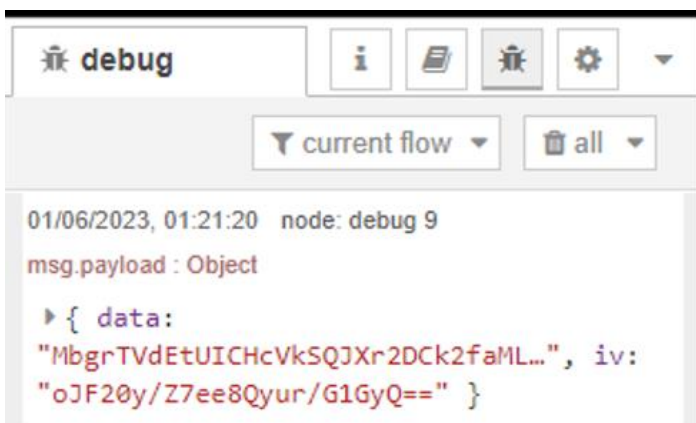 debug
i
current flow
all
01/06/2023, 01:21:20 node: debug 9
msg.payload : Object
{ data:
"MbgrTVdEtUICHcVkSQJXr2DCk2faML…", iv:
"oJF20y/Z7ee8Qyur/G1GyQ==" }